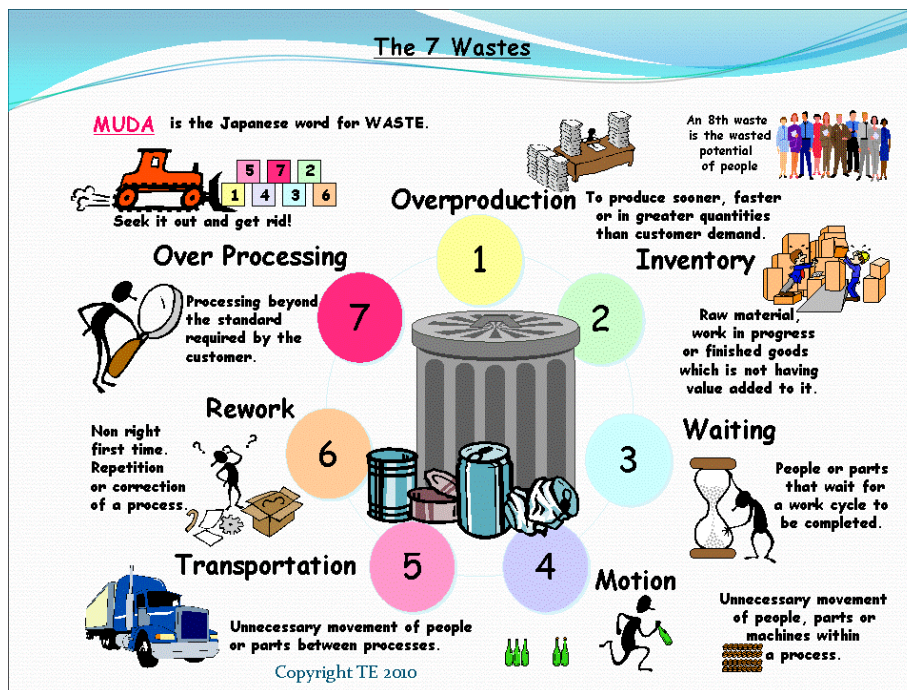 The 7 Wastes
MUDA is the Japanese word for WASTE.
5 7 2
1 4 3 6
Seek it out and get rid!
An 8th waste
is the wasted
potential
of people
Overproduction
To produce sooner, faster
or in greater quantities
than customer demand.
1
Inventory
2
Raw material,
work in progress
or finished goods
which is not having
value added to it.
Waiting
3
People or parts
that wait for
a work cycle to
be completed.
Motion
4
Unnecessary movement
of people, parts or
machines within
a process.
Transportation
5
Unnecessary movement of people
or parts between processes.
Rework
6
Non right
first time.
Repetition
or correction
of a process.
? ?
Over Processing
7
Processing beyond
the standard
required by the
customer.
Copyright TE 2010